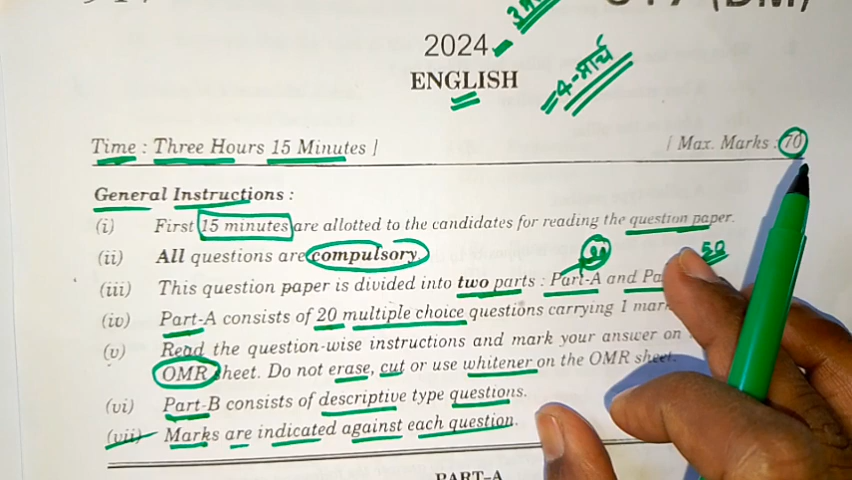 2024
ENGLISH
4-मार्च
Time : Three Hours 15 Minutes ]
[ Max. Marks : 70
General Instructions :
(i) First 15 minutes are allotted to the candidates for reading the question paper.
(ii) All questions are compulsory.
(iii) This question paper is divided into two parts : Part-A and
50
(iv) Part-A consists of 20 multiple choice questions carrying 1
(v) Read the question-wise instructions and mark your answer on
OMR sheet. Do not erase, cut or use whitener on the OMR sheet.
(vi) Part-B consists of descriptive type questions.
(vii) Marks are indicated against each question.
PART-A